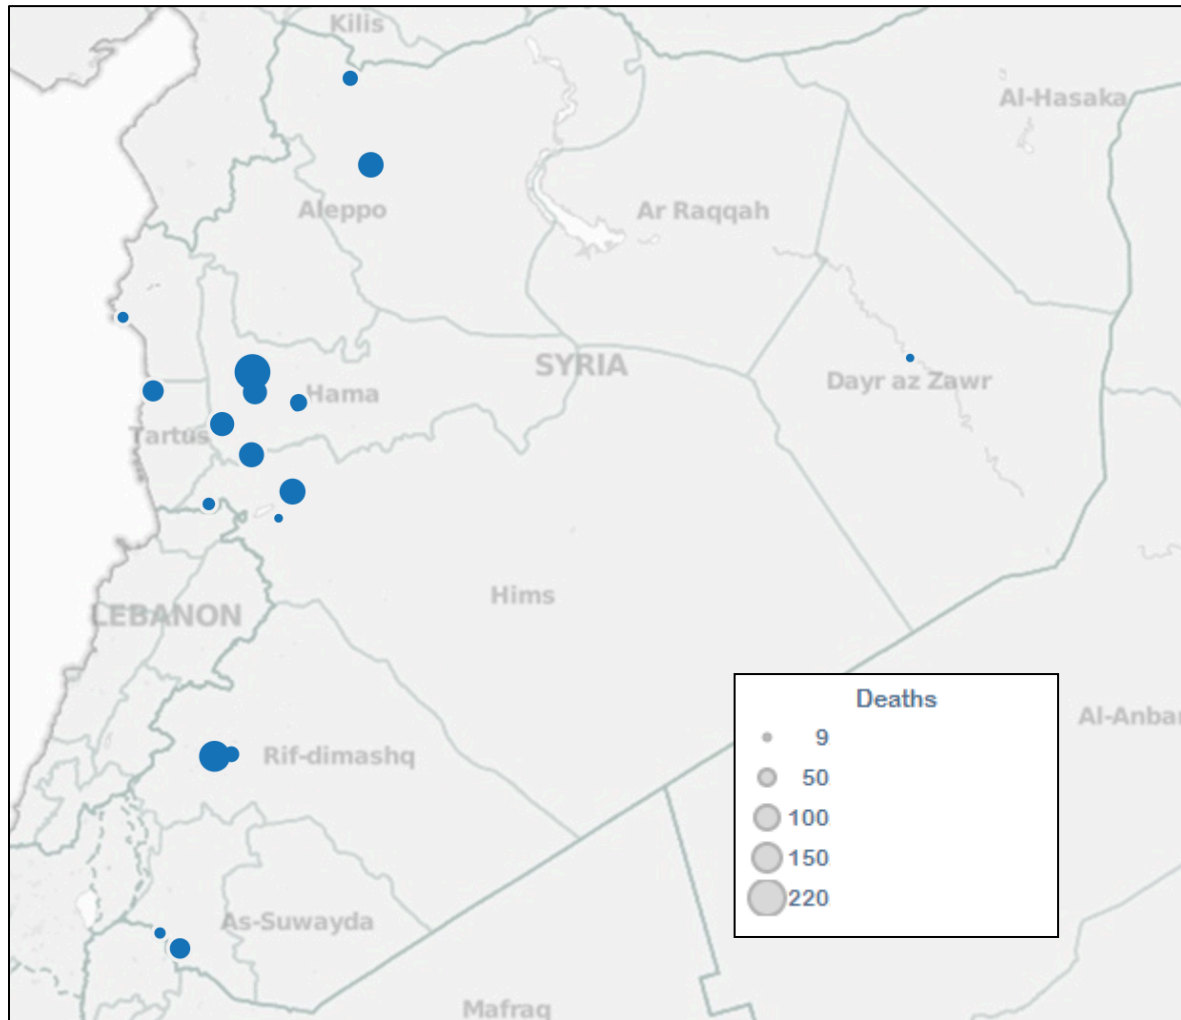 Kilis
Al-Hasaka
Aleppo
Ar Raqqah
SYRIA
Dayr az Zawr
Hama
Tartus
Hims
LEBANON
Al-Anbar
Rif-dimashq
As-Suwayda
Mafraq
Deaths
9
50
100
150
220